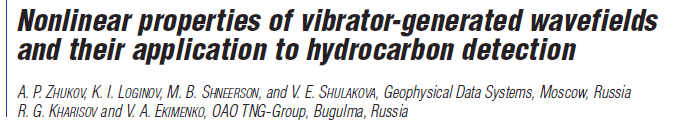 Nonlinear properties of vibrator-generated wavefields
and their application to hydrocarbon detection
A. P. ZHUKOV, K. I. LOGINOV, M. B. SHNEERSON, and V. E. SHULAKOVA, Geophysical Data Systems, Moscow, Russia
R. G. KHARISOV and V. A. EKIMENKO, OAO TNG-Group, Bugulma, Russia